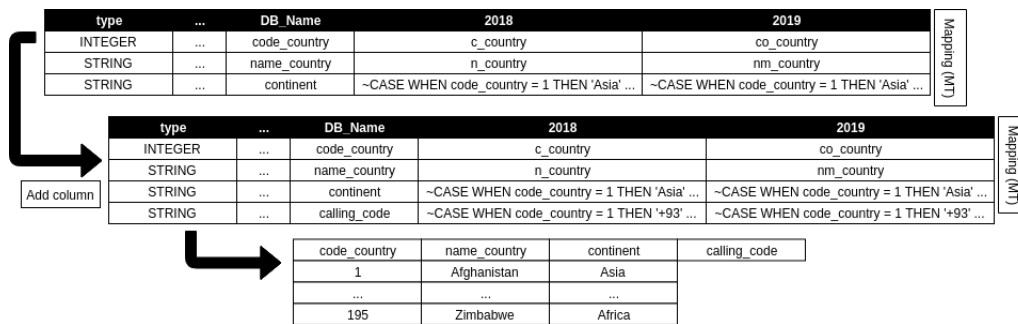 type ... DB_Name 2018 2019
INTEGER ... code_country c_country co_country
STRING ... name_country n_country nm_country
STRING ... continent ~CASE WHEN code_country = 1 THEN 'Asia' ... ~CASE WHEN code_country = 1 THEN 'Asia' ...
Mapping (MT)
Add column
type ... DB_Name 2018 2019
INTEGER ... code_country c_country co_country
STRING ... name_country n_country nm_country
STRING ... continent ~CASE WHEN code_country = 1 THEN 'Asia' ... ~CASE WHEN code_country = 1 THEN 'Asia' ...
STRING ... calling_code ~CASE WHEN code_country = 1 THEN '+93' ... ~CASE WHEN code_country = 1 THEN '+93' ...
Mapping (MT)
code_country name_country continent calling_code
1 Afghanistan Asia
... ... ...
195 Zimbabwe Africa